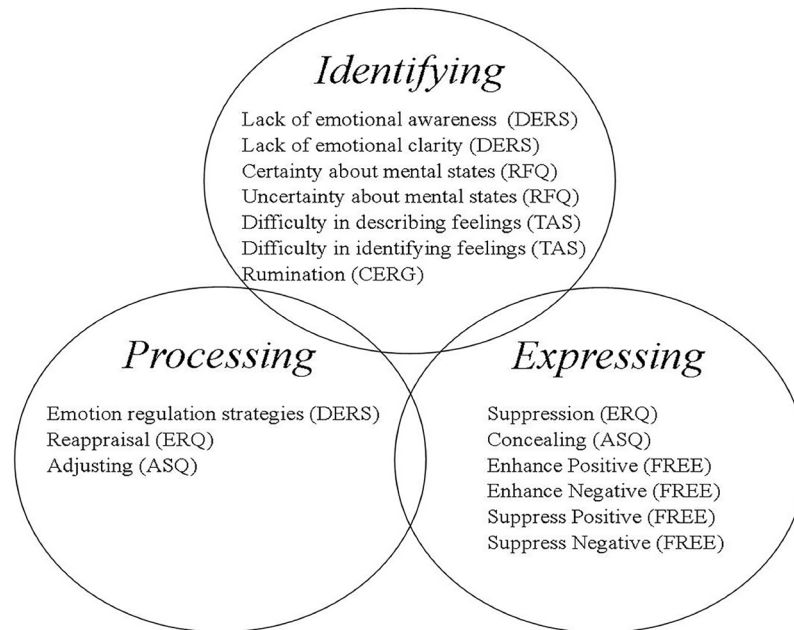 Identifying
Lack of emotional awareness (DERS)
Lack of emotional clarity (DERS)
Certainty about mental states (RFQ)
Uncertainty about mental states (RFQ)
Difficulty in describing feelings (TAS)
Difficulty in identifying feelings (TAS)
Rumination (CERG)
Processing
Emotion regulation strategies (DERS)
Reappraisal (ERQ)
Adjusting (ASQ)
Expressing
Suppression (ERQ)
Concealing (ASQ)
Enhance Positive (FREE)
Enhance Negative (FREE)
Suppress Positive (FREE)
Suppress Negative (FREE)